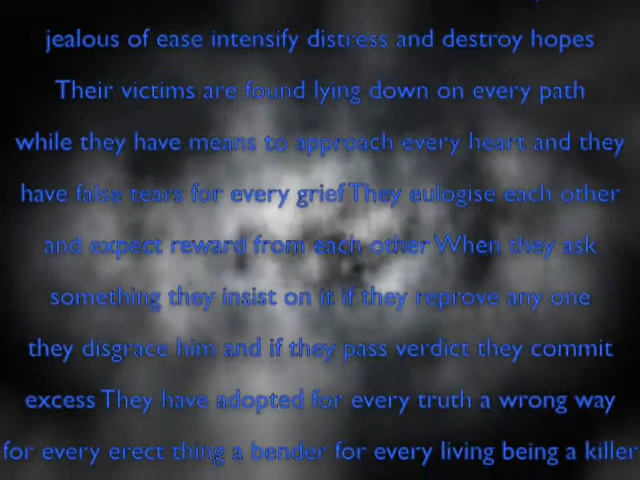 jealous of ease intensify distress and destroy hopes
Their victims are found lying down on every path
while they have means to approach every heart and they
have false tears for every grief They eulogise each other
and expect reward from each other When they ask
something they insist on it if they reprove any one
they disgrace him and if they pass verdict they commit
excess They have adopted for every truth a wrong way
for every erect thing a bender for every living being a killer